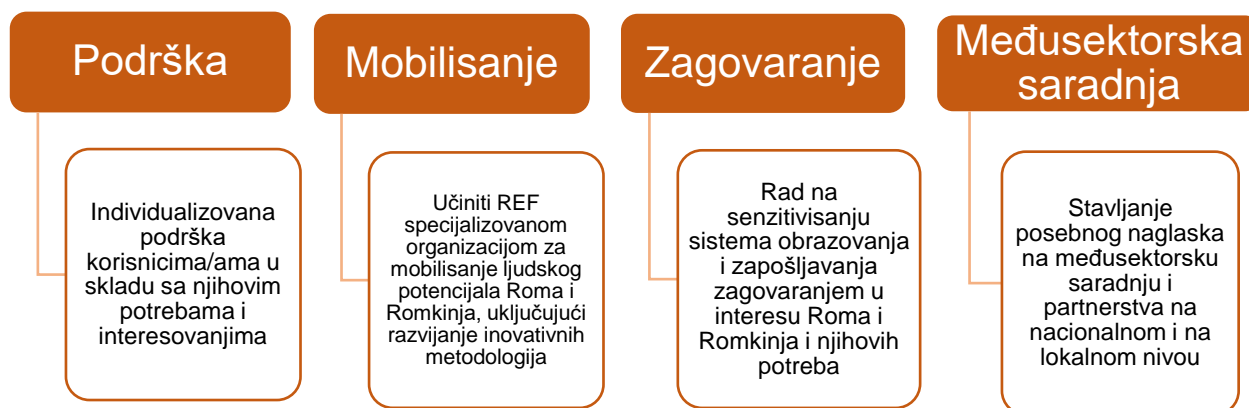 Podrška
Individualizovana
podrška
korisnicima/ama u
skladu sa njihovim
potrebama i
interesovanjima
Mobilisanje
Učiniti REF
specijalizovanom
organizacijom za
mobilisanje ljudskog
potencijala Roma i
Romkinja, uključujući
razvijanje inovativnih
metodologija
Zagovaranje
Rad na
senzitivisanju
sistema obrazovanja
i zapošljavanja
zagovaranjem u
interesu Roma i
Romkinja i njihovih
potreba
Međusektorska
saradnja
Stavljanje
posebnog naglaska
na međusektorsku
saradnju i
partnerstva na
nacionalnom i na
lokalnom nivou